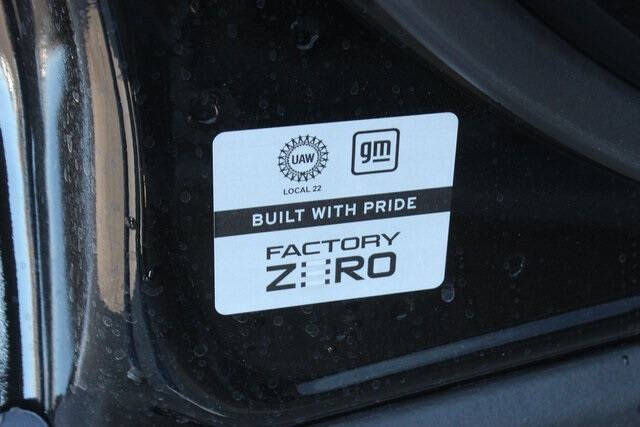 UAW
gm
LOCAL 22
BUILT WITH PRIDE
FACTORY
ZERO